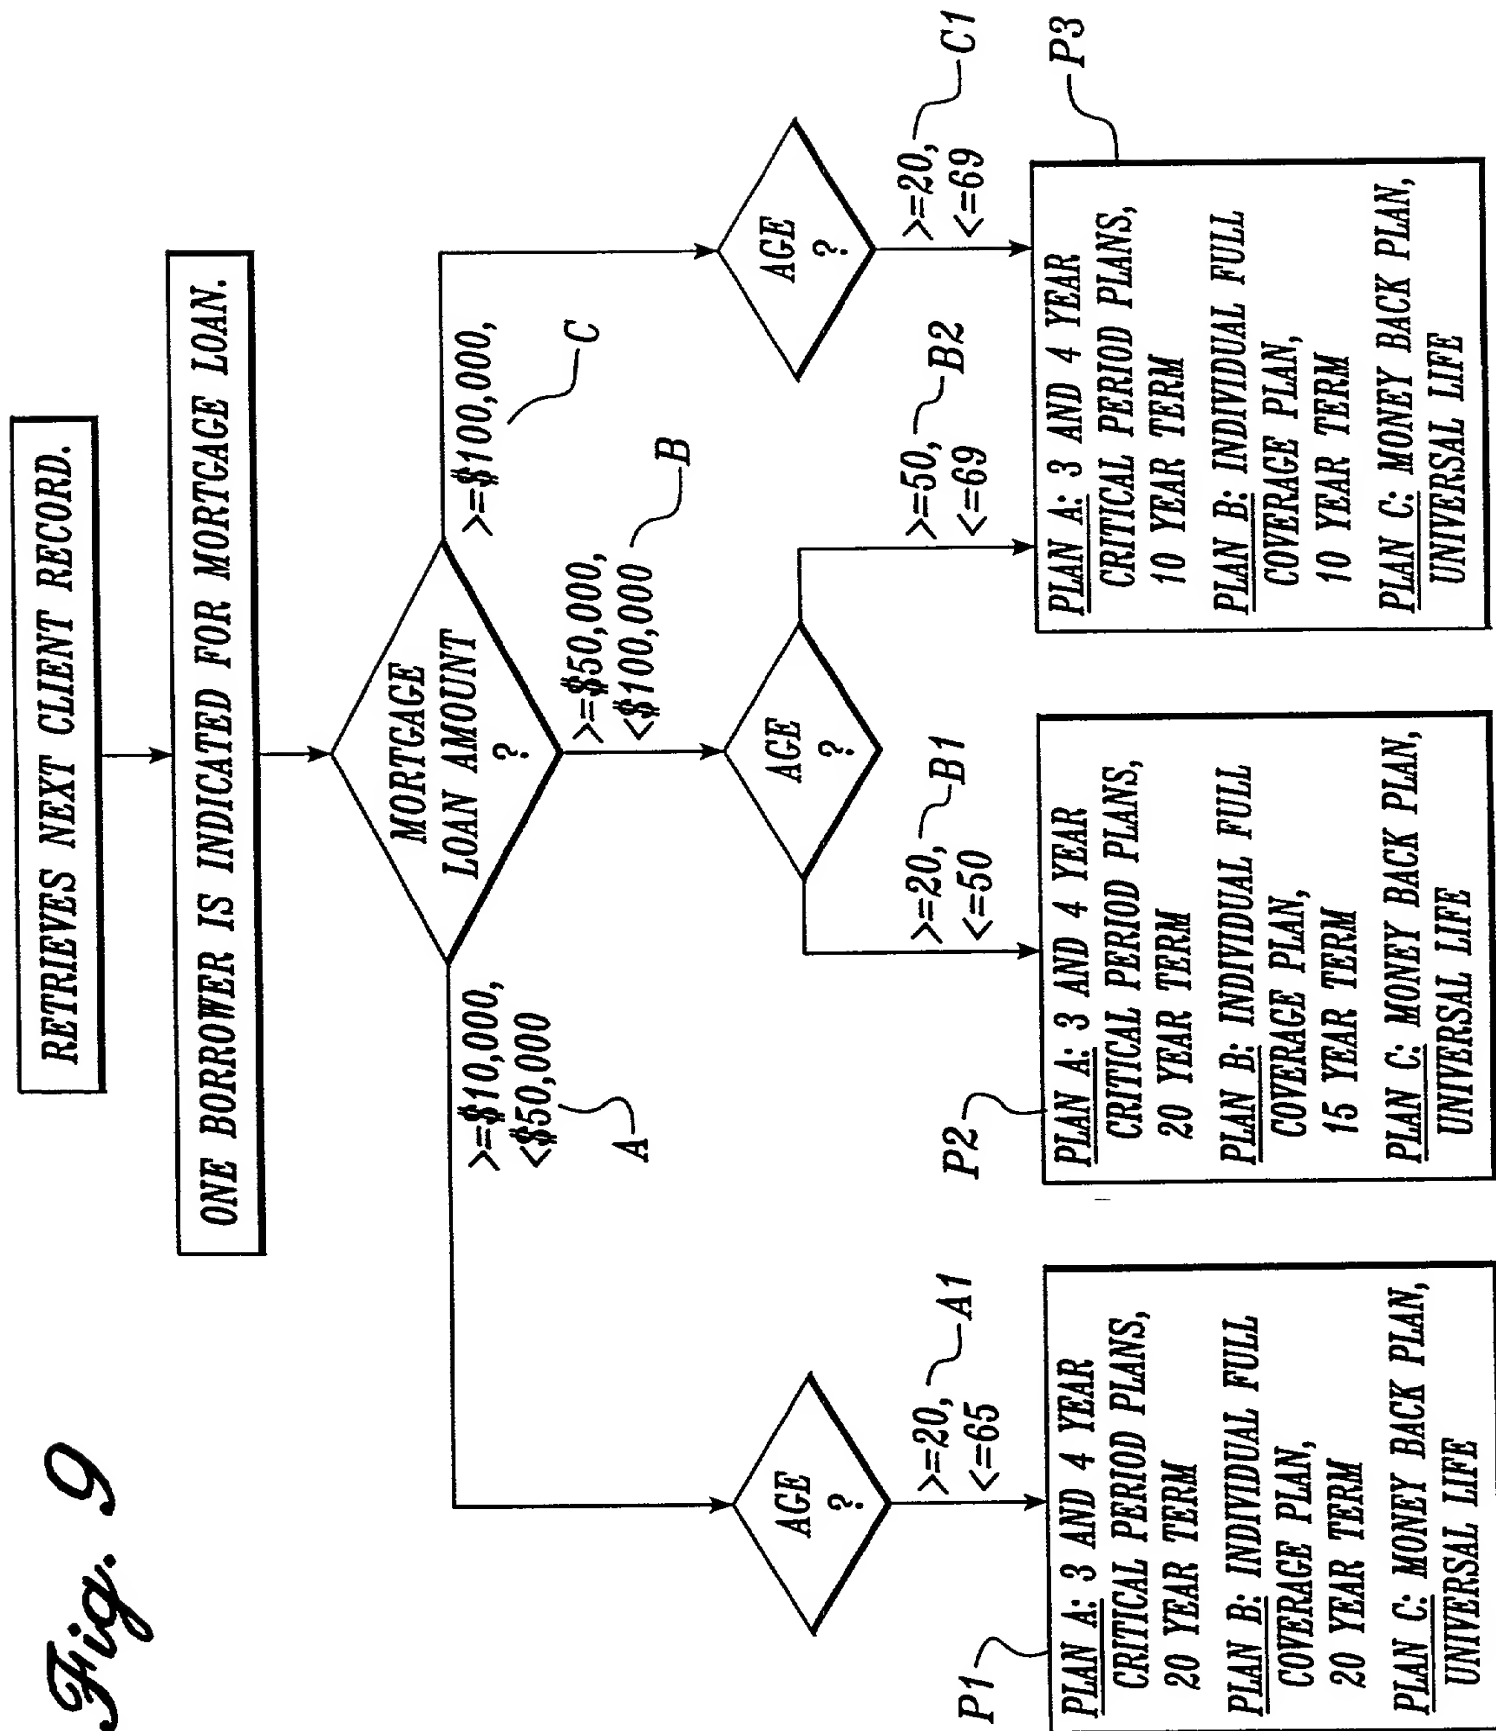 Fig. 9
RETRIEVES NEXT CLIENT RECORD.
ONE BORROWER IS INDICATED FOR MORTGAGE LOAN.
MORTGAGE
LOAN AMOUNT
?
>=$10,000,
<$50,000
A
>=$50,000,
<$100,000
B
>=$100,000,
C
AGE
?
AGE
?
AGE
?
>=20,
<=65
A1
>=20,
<=50
B1
>=50,
<=69
B2
>=20,
<=69
C1
P1
PLAN A: 3 AND 4 YEAR
CRITICAL PERIOD PLANS,
20 YEAR TERM
PLAN B: INDIVIDUAL FULL
COVERAGE PLAN,
20 YEAR TERM
PLAN C: MONEY BACK PLAN,
UNIVERSAL LIFE
P2
PLAN A: 3 AND 4 YEAR
CRITICAL PERIOD PLANS,
20 YEAR TERM
PLAN B: INDIVIDUAL FULL
COVERAGE PLAN,
15 YEAR TERM
PLAN C: MONEY BACK PLAN,
UNIVERSAL LIFE
P3
PLAN A: 3 AND 4 YEAR
CRITICAL PERIOD PLANS,
10 YEAR TERM
PLAN B: INDIVIDUAL FULL
COVERAGE PLAN,
10 YEAR TERM
PLAN C: MONEY BACK PLAN,
UNIVERSAL LIFE